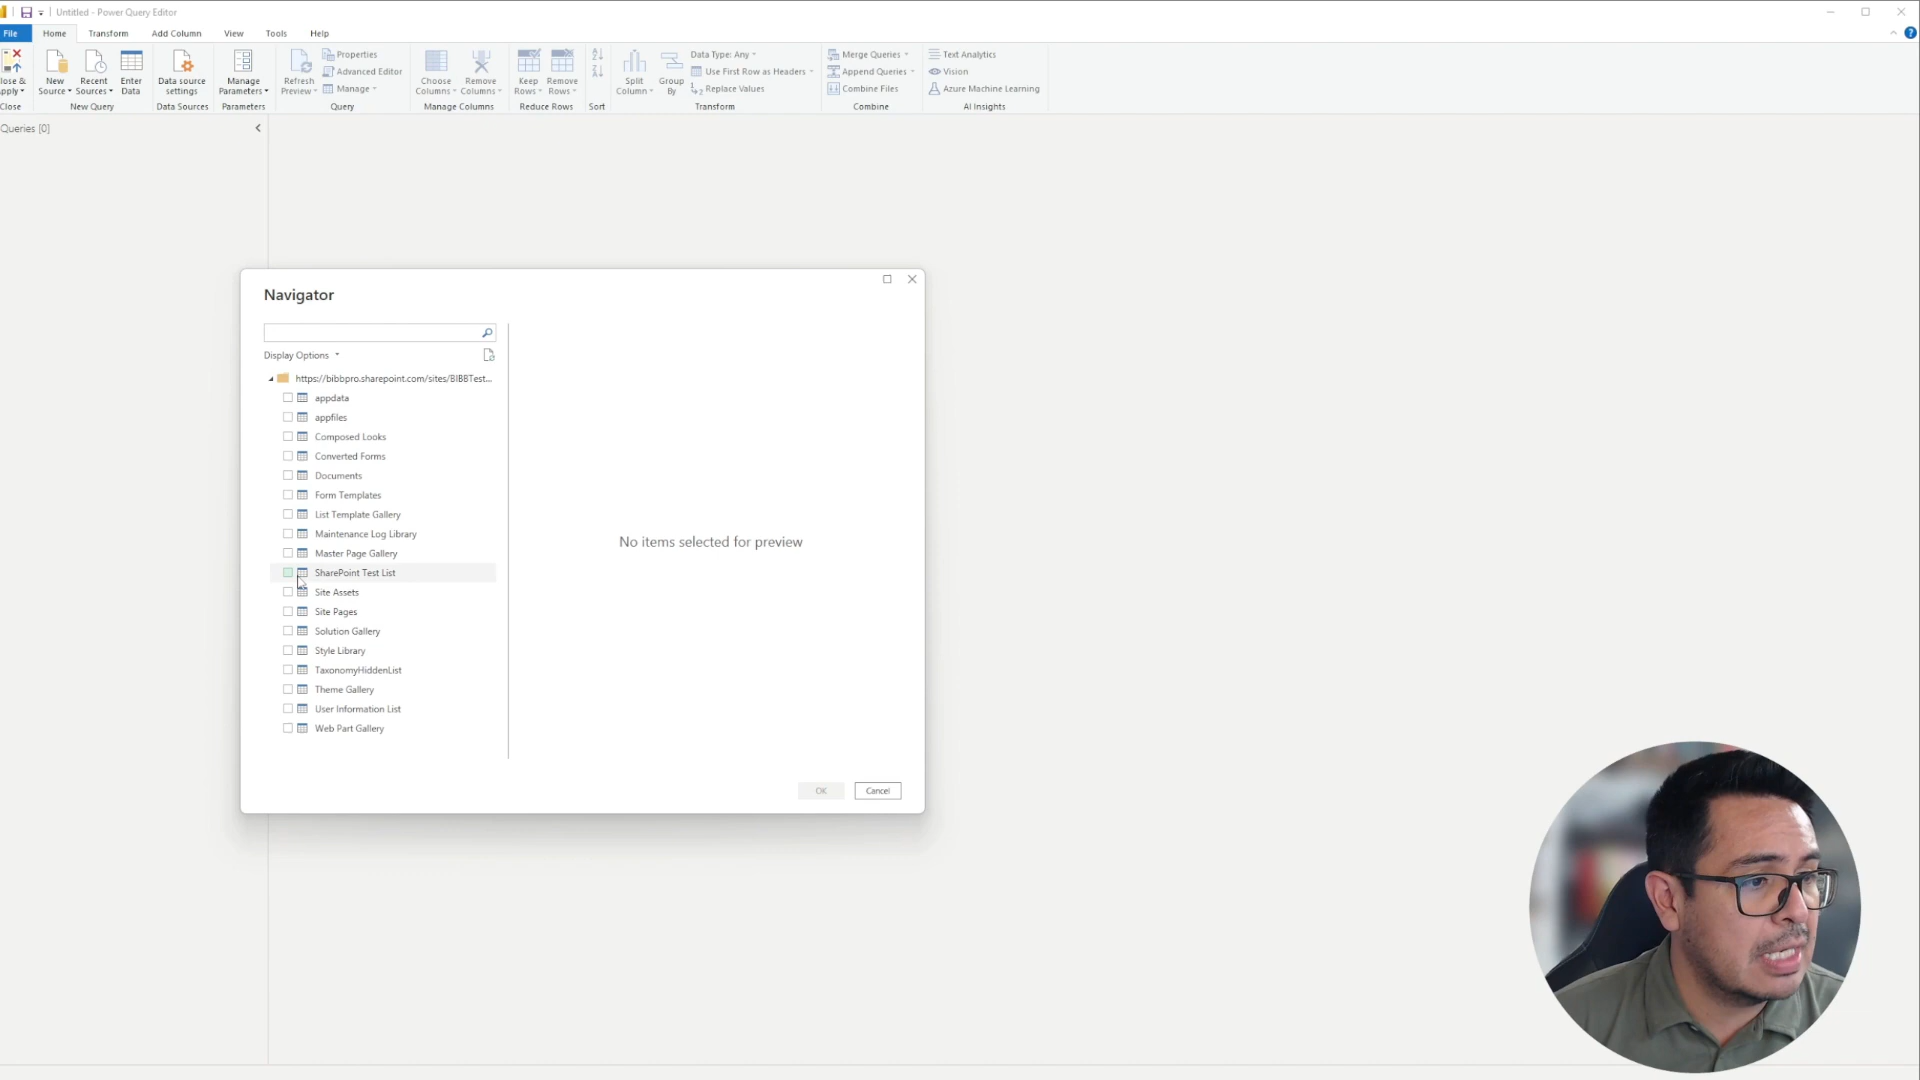 Untitled - Power Query Editor
File Home Transform Add Column View Tools Help
Close & Apply
New Source
Recent Sources
Enter Data
Data source settings
Manage Parameters
Refresh Preview
Properties
Advanced Editor
Manage
Choose Columns
Remove Columns
Keep Rows
Remove Rows
Split Column
Group By
Data Type: Any
Use First Row as Headers
Replace Values
Merge Queries
Append Queries
Combine Files
Text Analytics
Vision
Azure Machine Learning
Close New Query Data Sources Parameters Query Manage Columns Reduce Rows Sort Transform Combine AI Insights
Queries [0]
Navigator
Display Options
https://bibbpro.sharepoint.com/sites/BIBBTest...
appdata
appfiles
Composed Looks
Converted Forms
Documents
Form Templates
List Template Gallery
Maintenance Log Library
Master Page Gallery
SharePoint Test List
Site Assets
Site Pages
Solution Gallery
Style Library
TaxonomyHiddenList
Theme Gallery
User Information List
Web Part Gallery
No items selected for preview
OK Cancel